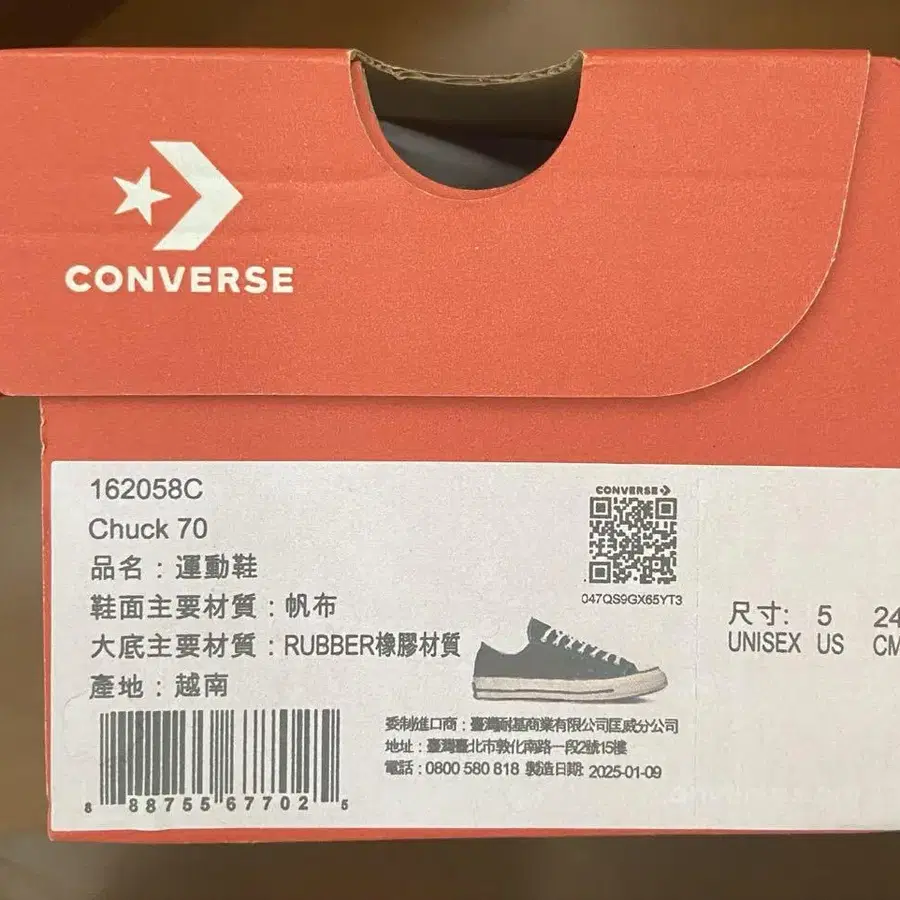 CONVERSE
162058C
Chuck 70
品名：運動鞋
鞋面主要材質：帆布
大底主要材質：RUBBER橡膠材質
產地：越南
CONVERSE
047QS9GX65YT3
尺寸: 5 24
UNISEX US CM
委制進口商：臺灣耐基商業有限公司匡威分公司
地址：臺灣臺北市敦化南路一段2號15樓
電話：0800 580 818 製造日期: 2025-01-09
8 88755 67702 5